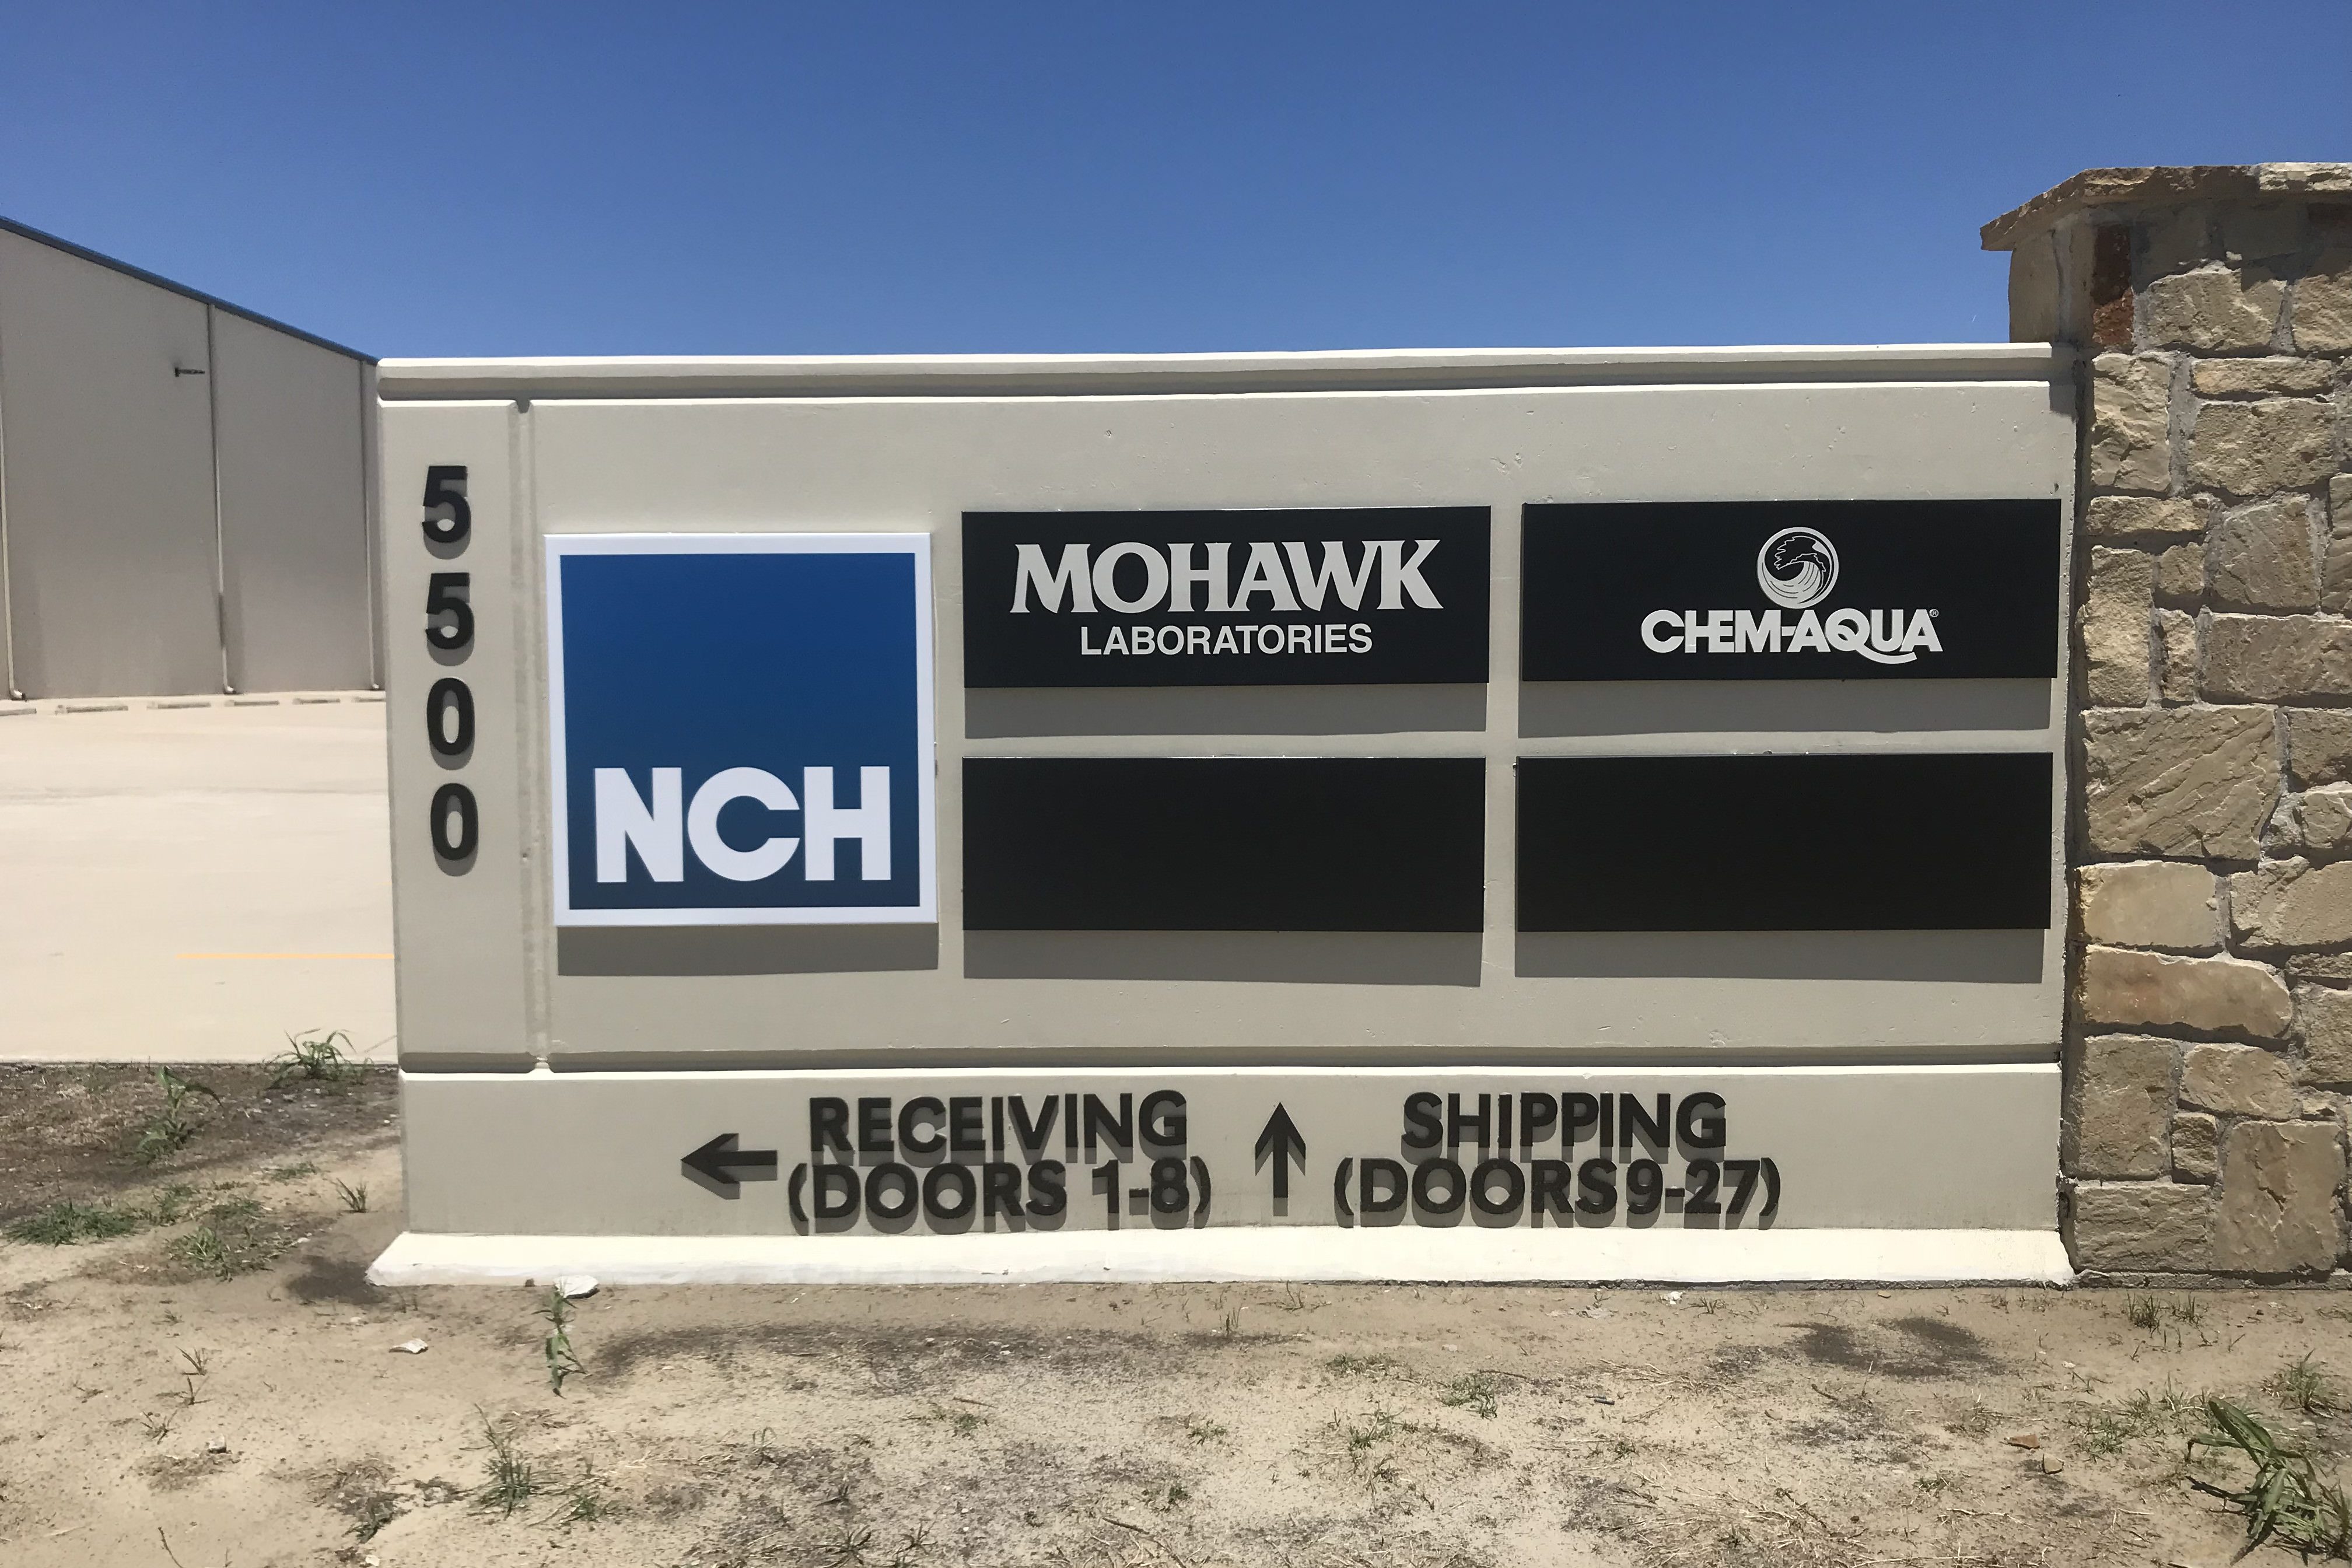 5500
NCH
MOHAWK
LABORATORIES
CHEM-AQUA®
← RECEIVING
(DOORS 1-8)
↑ SHIPPING
(DOORS 9-27)